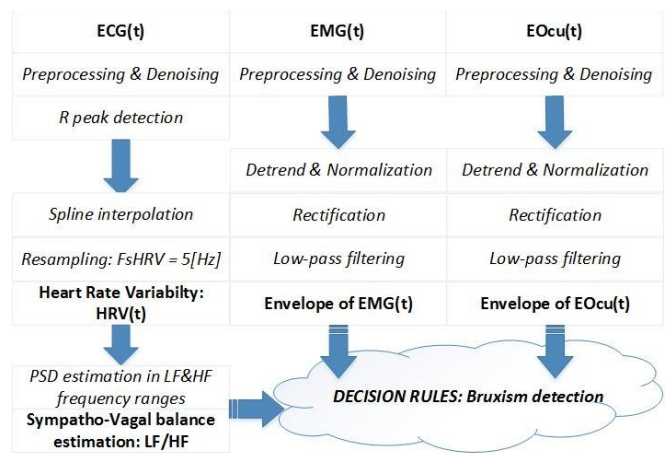 ECG(t)
EMG(t)
EOcu(t)
Preprocessing & Denoising
Preprocessing & Denoising
Preprocessing & Denoising
R peak detection
Detrend & Normalization
Detrend & Normalization
Spline interpolation
Rectification
Rectification
Resampling: FsHRV = 5[Hz]
Low-pass filtering
Low-pass filtering
Heart Rate Variabilty:
HRV(t)
Envelope of EMG(t)
Envelope of EOcu(t)
PSD estimation in LF&HF
frequency ranges
Sympatho-Vagal balance
estimation: LF/HF
DECISION RULES: Bruxism detection